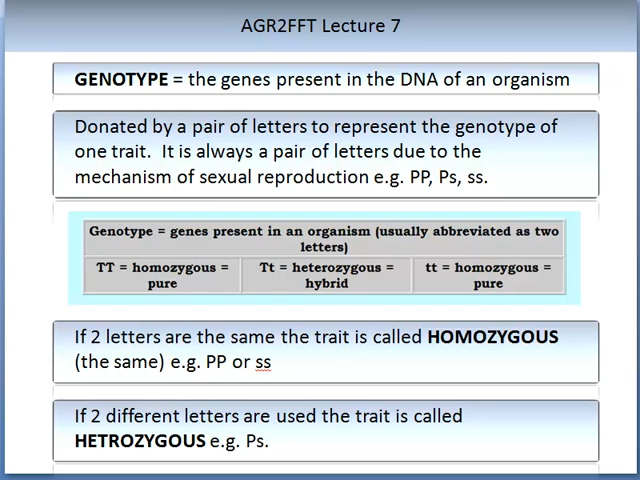 AGR2FFT Lecture 7
GENOTYPE = the genes present in the DNA of an organism
Donated by a pair of letters to represent the genotype of
one trait.  It is always a pair of letters due to the
mechanism of sexual reproduction e.g. PP, Ps, ss.
Genotype = genes present in an organism (usually abbreviated as two
letters)
TT = homozygous =
pure
Tt = heterozygous =
hybrid
tt = homozygous =
pure
If 2 letters are the same the trait is called HOMOZYGOUS
(the same) e.g. PP or ss
If 2 different letters are used the trait is called
HETROZYGOUS e.g. Ps.